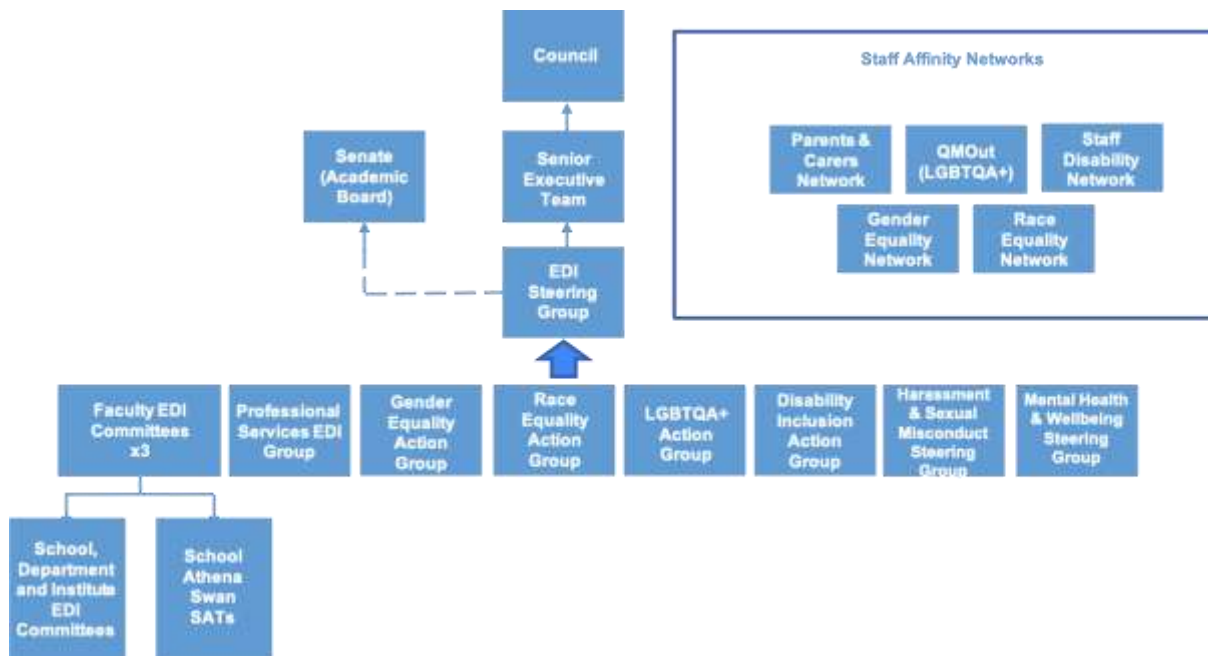 Council
Staff Affinity Networks
Senate
(Academic
Board)
Senior
Executive
Team
Parents &
Carers
Network
QMOut
(LGBTQA+)
Staff
Disability
Network
Gender
Equality
Network
Race
Equality
Network
EDI
Steering
Group
Faculty EDI
Committees
x3
Professional
Services EDI
Group
Gender
Equality
Action
Group
Race
Equality
Action
Group
LGBTQA+
Action
Group
Disability
Inclusion
Action
Group
Harassment
& Sexual
Misconduct
Steering
Group
Mental Health
& Wellbeing
Steering
Group
School,
Department
and Institute
EDI
Committees
School
Athena
Swan
SATs